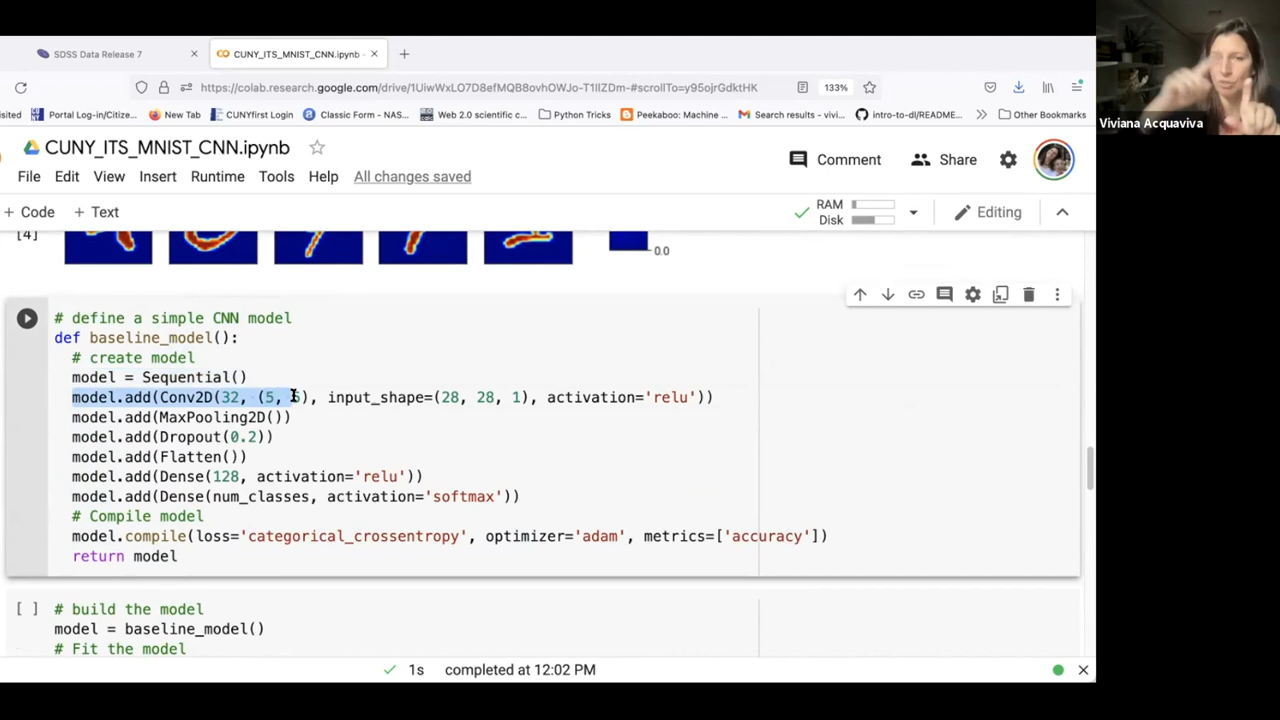 SDSS Data Release 7
CUNY_ITS_MNIST_CNN.ipynb -
https://colab.research.google.com/drive/1UiwWxLO7D8efMQB8ovhOWJo-T1lIZDm-#scrollTo=y95ojrGdktHK
133%
isited
Portal Log-in/Citize...
New Tab
CUNYfirst Login
Classic Form - NAS...
Web 2.0 scientific c...
Python Tricks
Peekaboo: Machine ...
Search results - vivi...
intro-to-dl/README...
Other Bookmarks
Viviana Acquaviva
CUNY_ITS_MNIST_CNN.ipynb
Comment
Share
File Edit View Insert Runtime Tools Help All changes saved
+ Code + Text
RAM
Disk
Editing
[4]
0.0
# define a simple CNN model
def baseline_model():
# create model
model = Sequential()
model.add(Conv2D(32, (5, 5), input_shape=(28, 28, 1), activation='relu'))
model.add(MaxPooling2D())
model.add(Dropout(0.2))
model.add(Flatten())
model.add(Dense(128, activation='relu'))
model.add(Dense(num_classes, activation='softmax'))
# Compile model
model.compile(loss='categorical_crossentropy', optimizer='adam', metrics=['accuracy'])
return model
[ ]
# build the model
model = baseline_model()
# Fit the model
1s completed at 12:02 PM